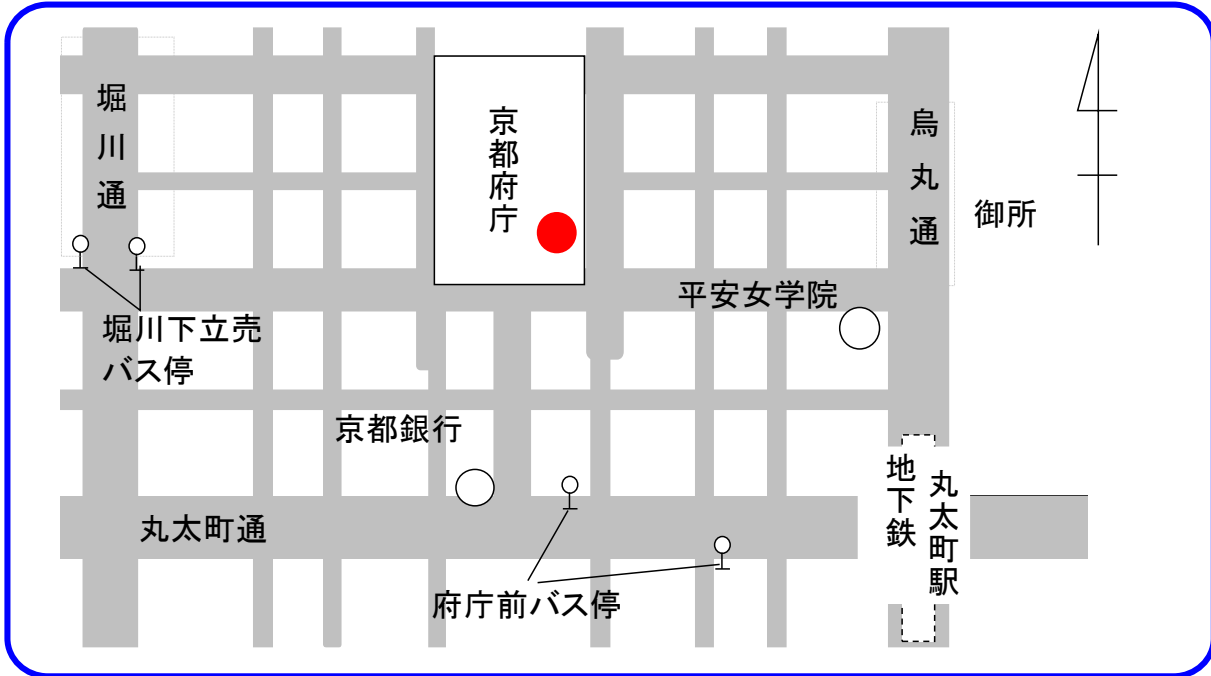 堀川通
京都府庁
烏丸通
御所
平安女学院
堀川下立売
バス停
京都銀行
地下鉄
丸太町駅
丸太町通
府庁前バス停